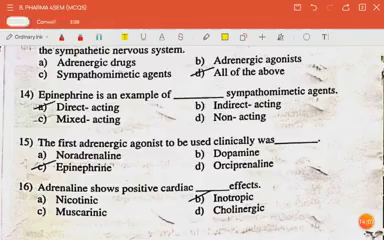 B. PHARMA 4SEM (MCQS)
Ordinary ink
the sympathetic nervous system.
a) Adrenergic drugs b) Adrenergic agonists
c) Sympathomimetic agents d) All of the above
14) Epinephrine is an example of ________ sympathomimetic agents.
a) Direct- acting b) Indirect- acting
c) Mixed- acting d) Non- acting
15) The first adrenergic agonist to be used clinically was________.
a) Noradrenaline b) Dopamine
c) Epinephrine d) Orciprenaline
16) Adrenaline shows positive cardiac ________effects.
a) Nicotinic b) Inotropic
c) Muscarinic d) Cholinergic